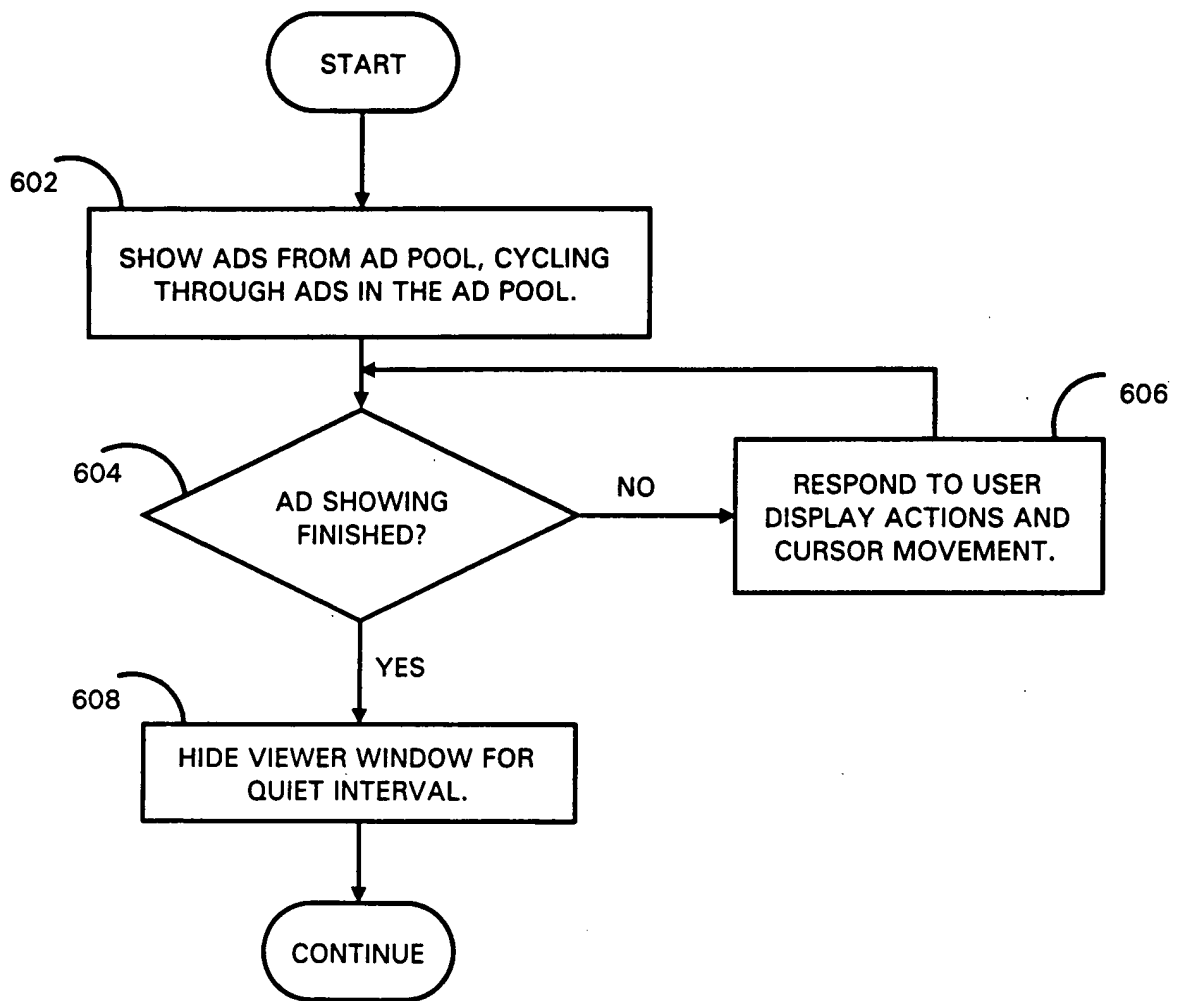 START
602
SHOW ADS FROM AD POOL, CYCLING
THROUGH ADS IN THE AD POOL.
606
604
AD SHOWING
FINISHED?
NO
RESPOND TO USER
DISPLAY ACTIONS AND
CURSOR MOVEMENT.
YES
608
HIDE VIEWER WINDOW FOR
QUIET INTERVAL.
CONTINUE